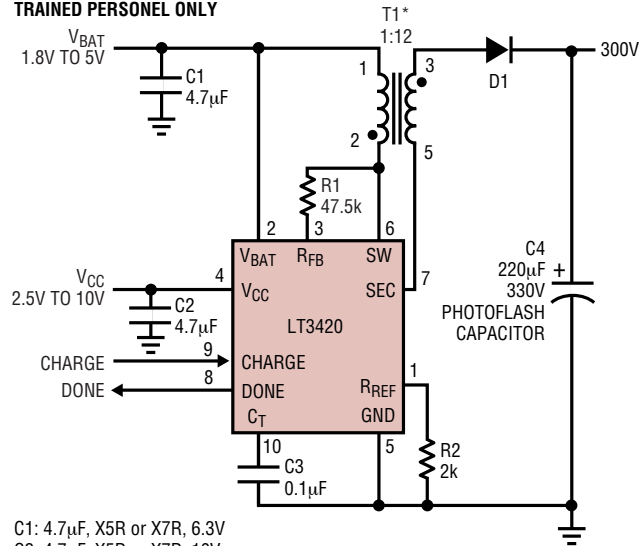 TRAINED PERSONEL ONLY
T1*
1:12
VBAT
1.8V TO 5V
300V
C1
4.7µF
1
3
D1
2
5
R1
47.5k
2
3
6
C4
220µF +
330V
PHOTOFLASH
CAPACITOR
VBAT
RFB
SW
VCC
2.5V TO 10V
4
VCC
SEC
7
C2
4.7µF
LT3420
CHARGE
9
CHARGE
DONE
8
DONE
RREF
1
CT
GND
10
5
R2
2k
C3
0.1µF
C1: 4.7µF, X5R or X7R, 6.3V